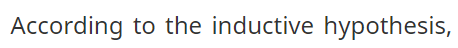 According to the inductive hypothesis,